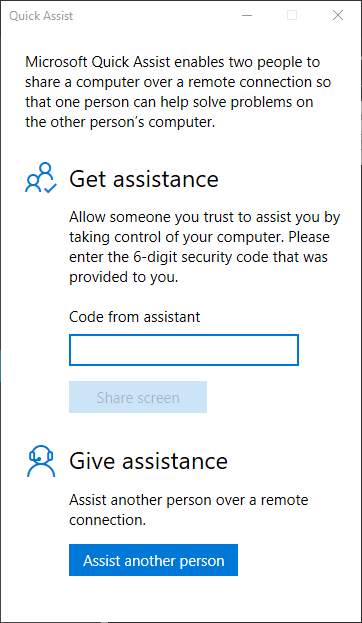 Quick Assist
Microsoft Quick Assist enables two people to
share a computer over a remote connection so
that one person can help solve problems on
the other person's computer.
Get assistance
Allow someone you trust to assist you by
taking control of your computer. Please
enter the 6-digit security code that was
provided to you.
Code from assistant
Share screen
Give assistance
Assist another person over a remote
connection.
Assist another person